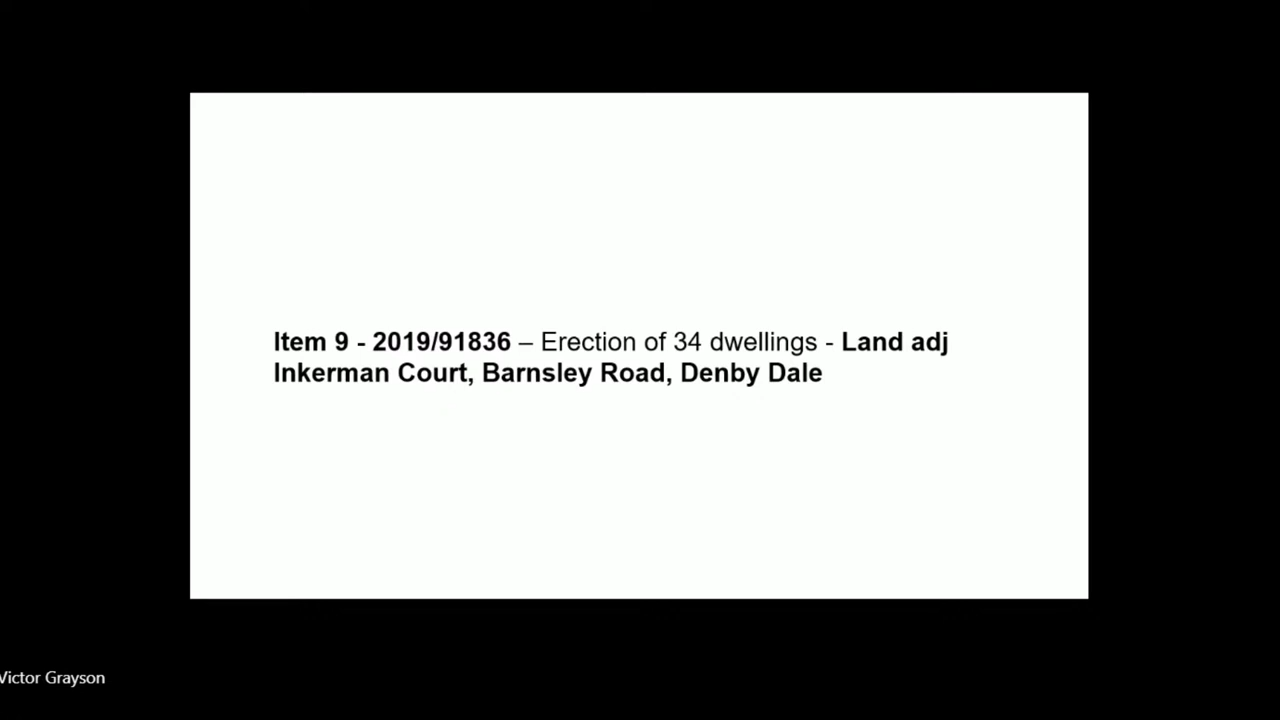 Item 9 - 2019/91836 – Erection of 34 dwellings - Land adj
Inkerman Court, Barnsley Road, Denby Dale
Victor Grayson